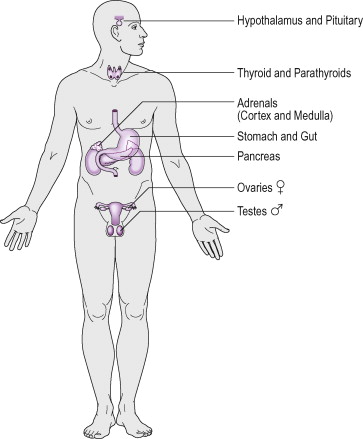 Hypothalamus and Pituitary
Thyroid and Parathyroids
Adrenals
(Cortex and Medulla)
Stomach and Gut
Pancreas
Ovaries ♀
Testes ♂